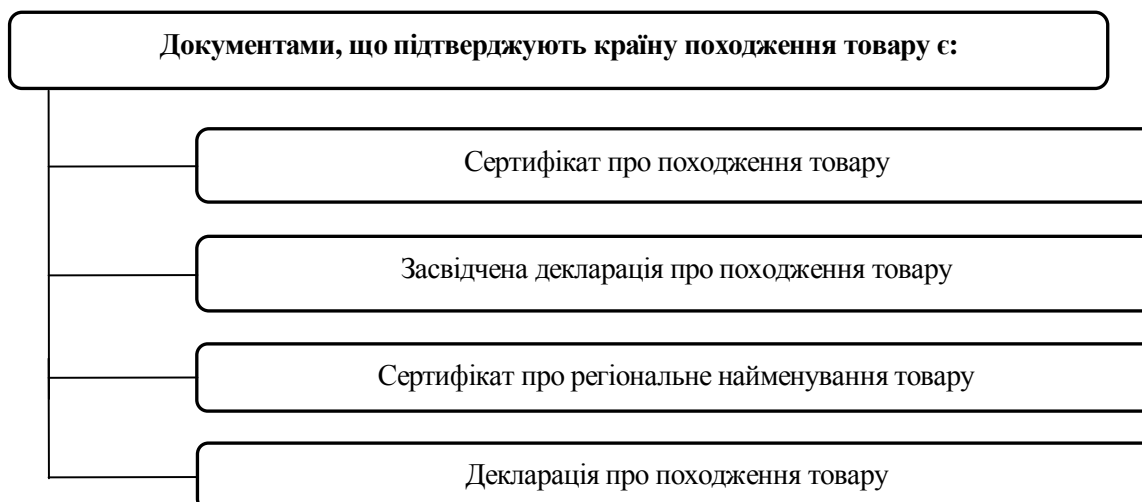 Документами, що підтверджують країну походження товару є:
Сертифікат про походження товару
Засвідчена декларація про походження товару
Сертифікат про регіональне найменування товару
Декларація про походження товару